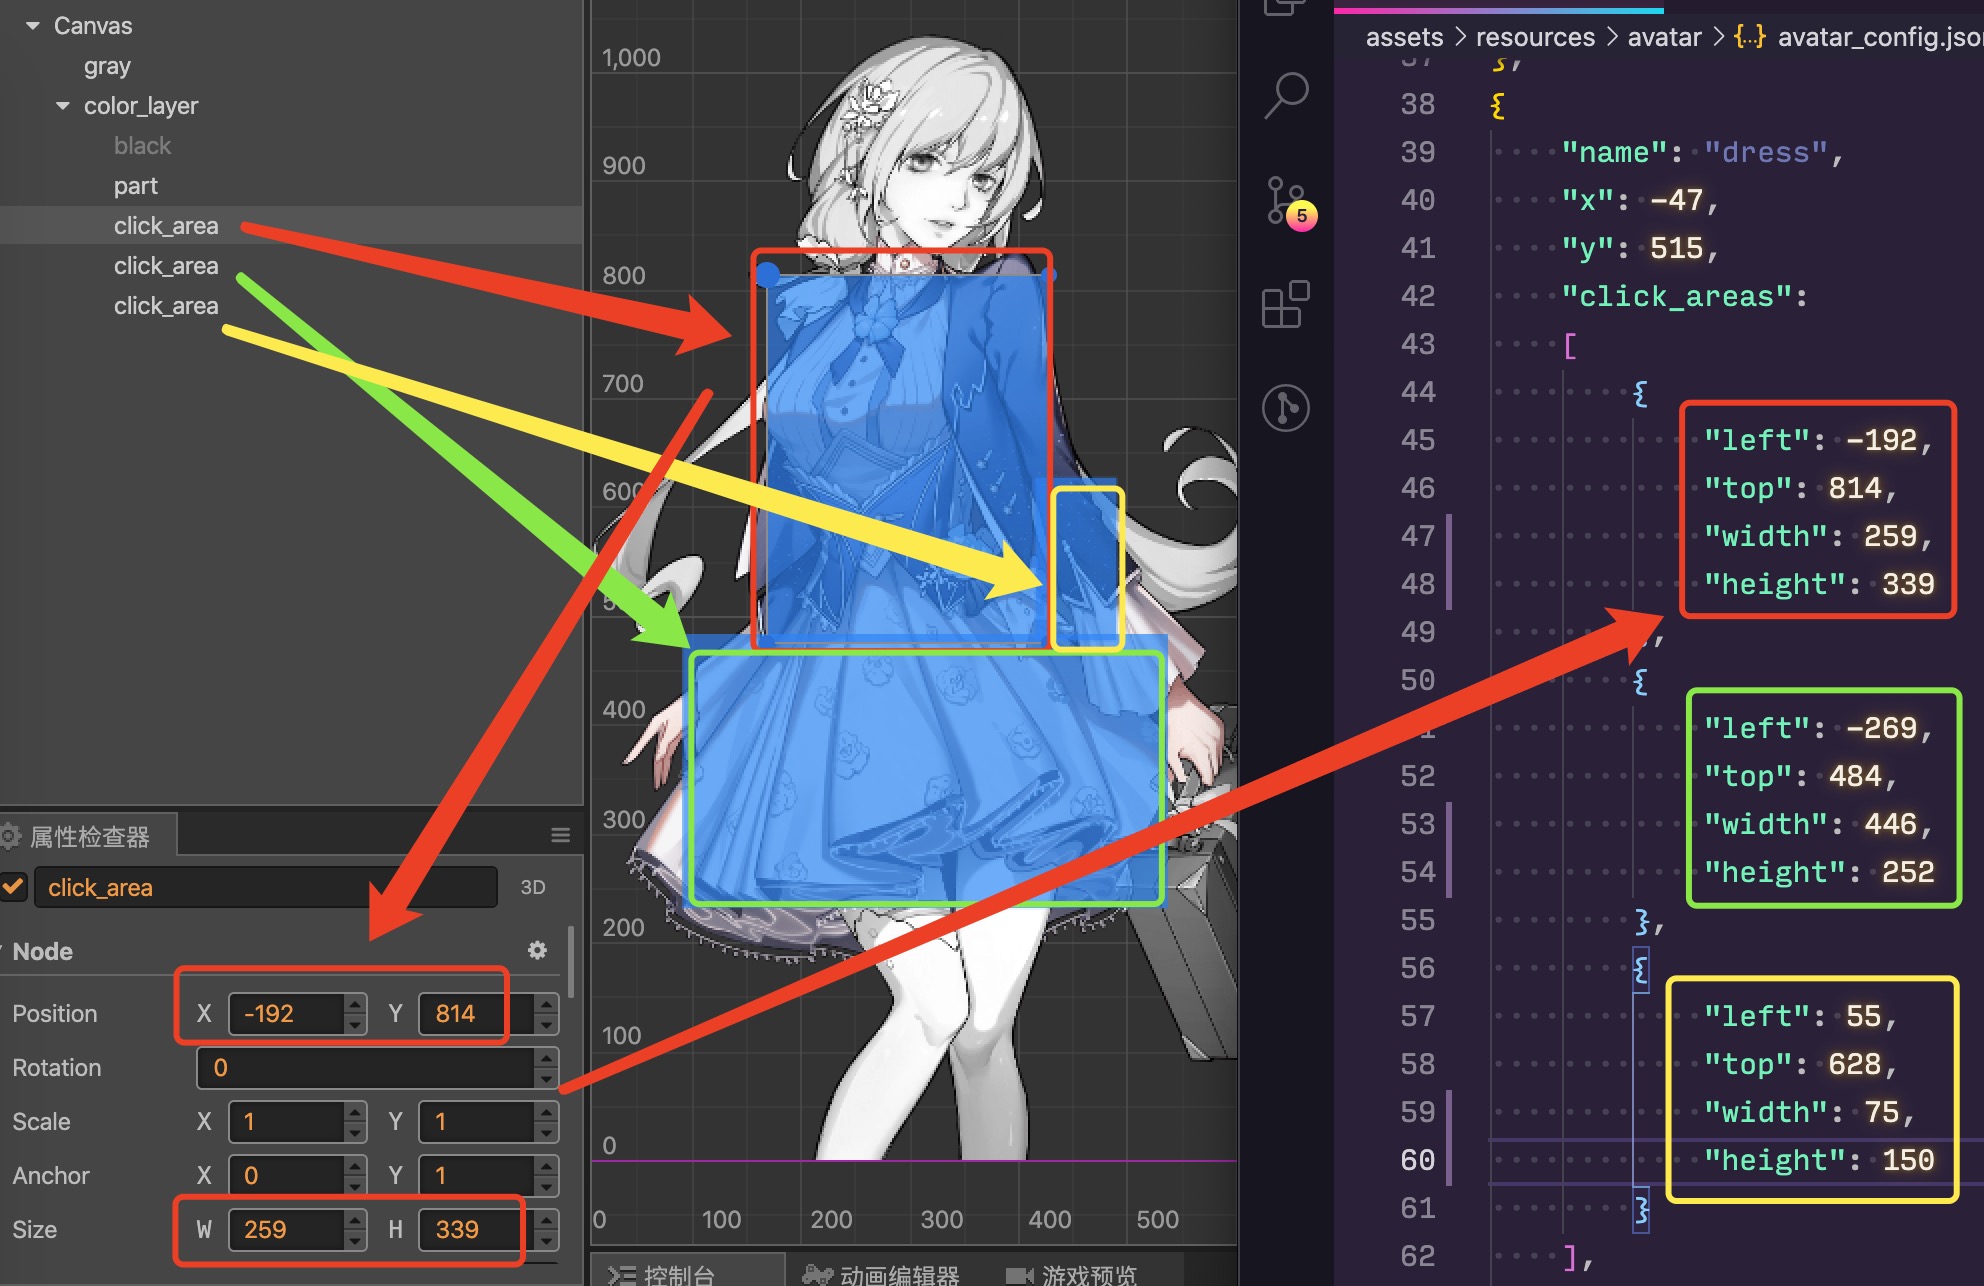 Canvas
gray
color_layer
black
part
click_area
click_area
click_area
属性检查器
click_area
3D
Node
Position X -192 Y 814
Rotation 0
Scale X 1 Y 1
Anchor X 0 Y 1
Size W 259 H 339
1,000
900
800
700
600
400
300
200
100
0
0 100 200 300 400 500
控制台 动画编辑器 游戏预览
5
assets > resources > avatar > {..} avatar_config.jso
37 },
38 {
39 "name": "dress",
40 "x": -47,
41 "y": 515,
42 "click_areas":
43 [
44 {
45 "left": -192,
46 "top": 814,
47 "width": 259,
48 "height": 339
49 ,
50 {
"left": -269,
52 "top": 484,
53 "width": 446,
54 "height": 252
55 },
56 {
57 "left": 55,
58 "top": 628,
59 "width": 75,
60 "height": 150
61 }
62 ],